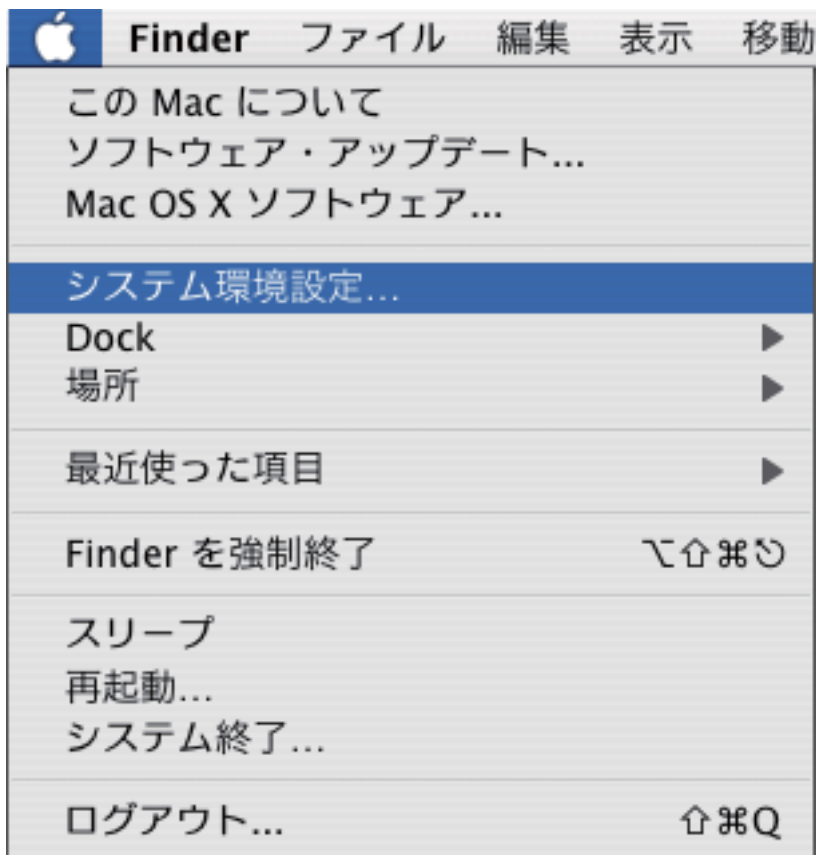 Finder ファイル 編集 表示 移動
この Mac について
ソフトウェア・アップデート...
Mac OS X ソフトウェア...
システム環境設定...
Dock ▶
場所 ▶
最近使った項目 ▶
Finder を強制終了 ⌥⇧⌘⎋
スリープ
再起動...
システム終了...
ログアウト... ⇧⌘Q